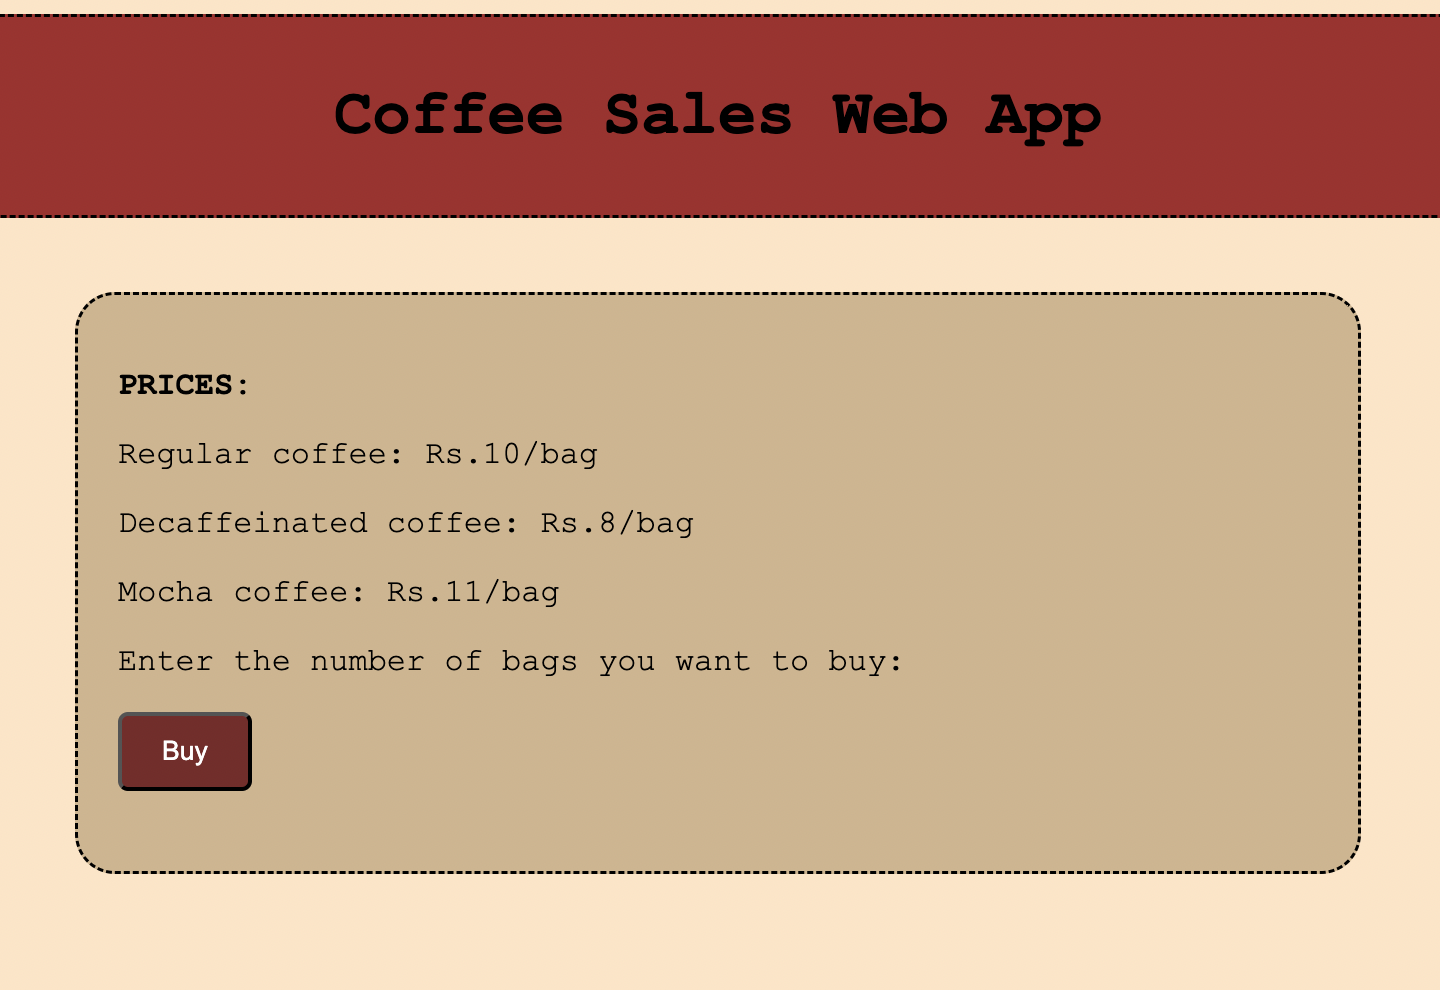 Coffee Sales Web App
PRICES:
Regular coffee: Rs.10/bag
Decaffeinated coffee: Rs.8/bag
Mocha coffee: Rs.11/bag
Enter the number of bags you want to buy:
Buy